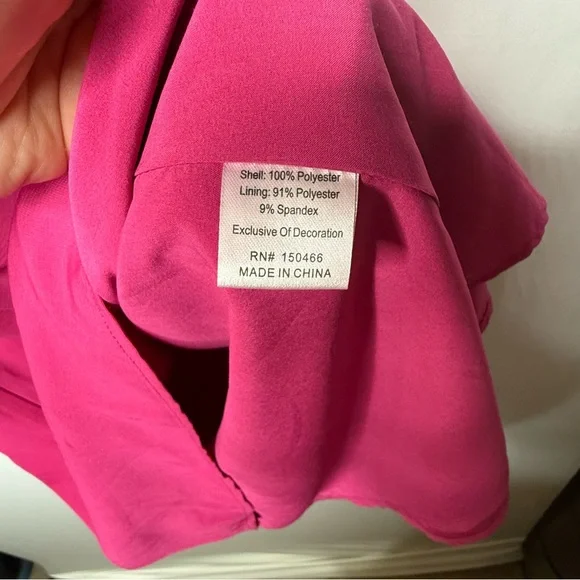 Shell: 100% Polyester
Lining: 91% Polyester
9% Spandex
Exclusive Of Decoration
RN# 150466
MADE IN CHINA